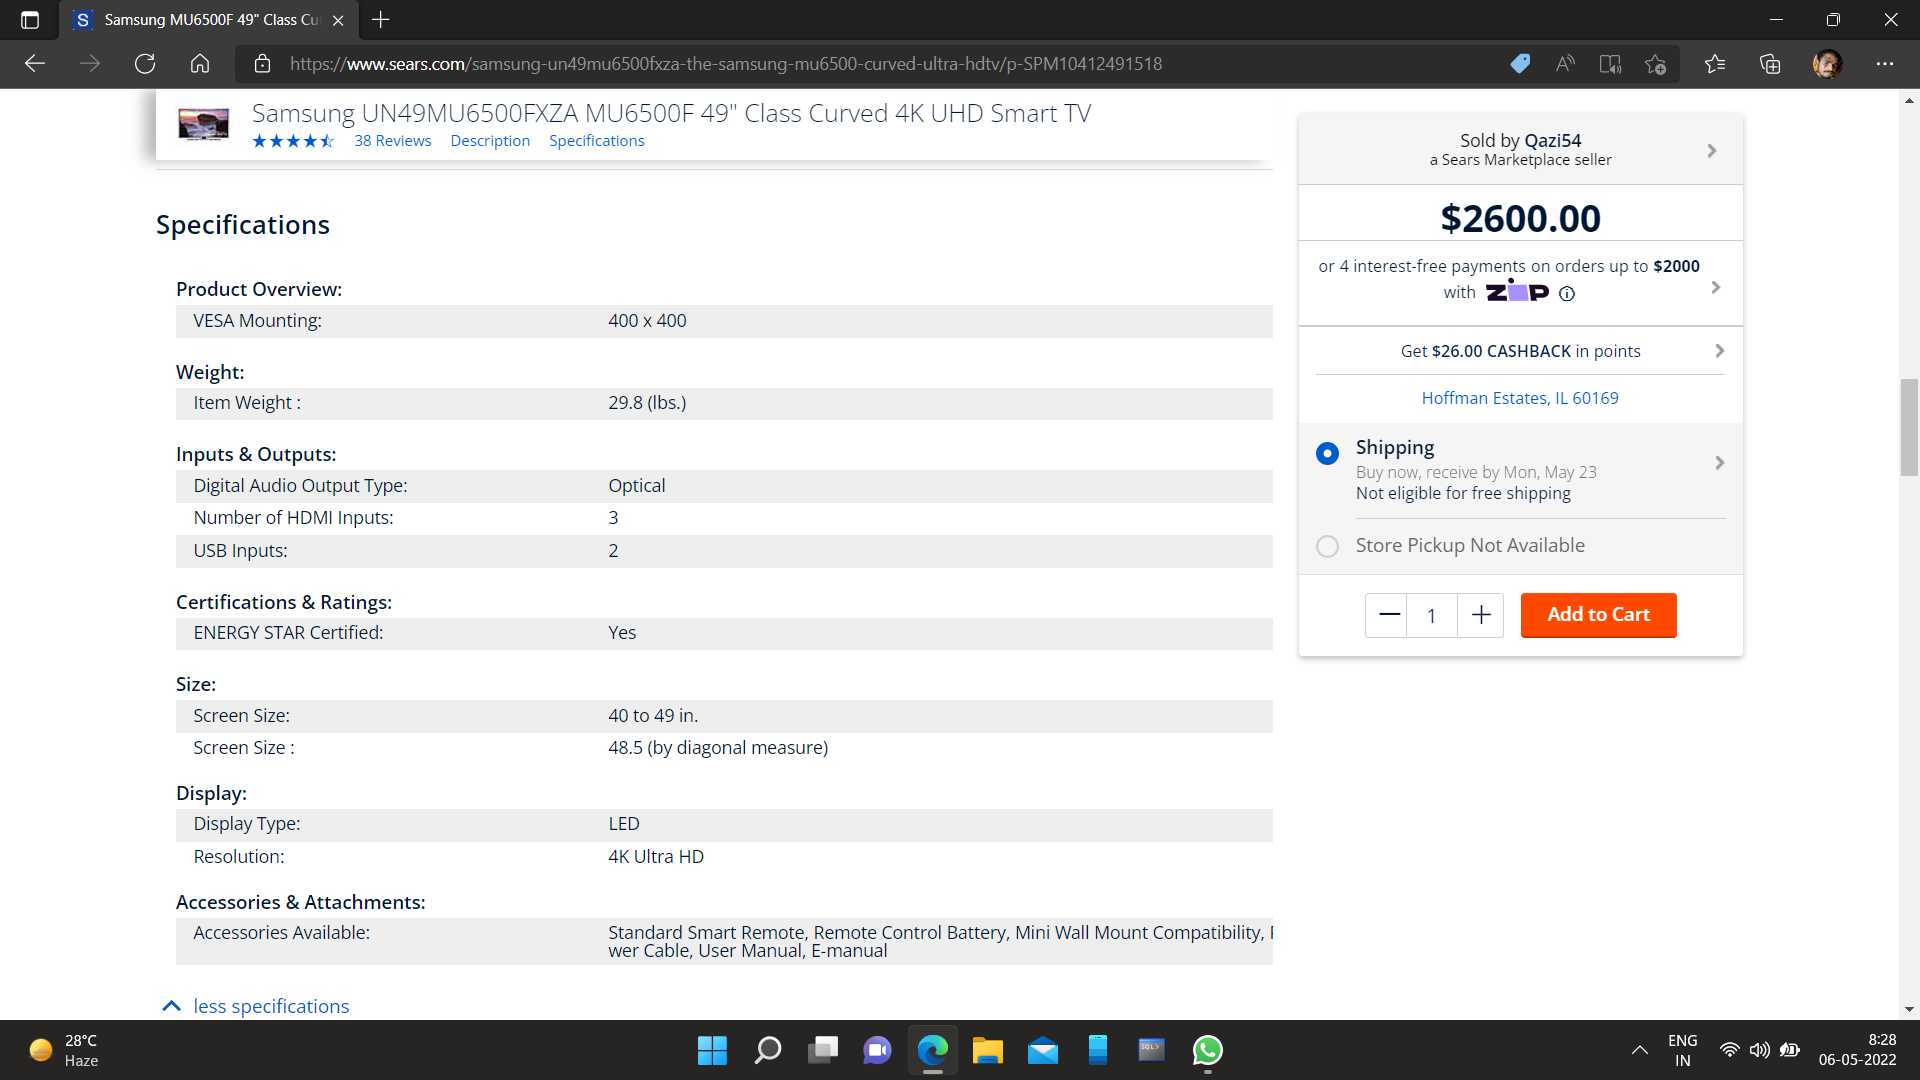 S Samsung MU6500F 49" Class Cu
https://www.sears.com/samsung-un49mu6500fxza-the-samsung-mu6500-curved-ultra-hdtv/p-SPM10412491518
Samsung UN49MU6500FXZA MU6500F 49" Class Curved 4K UHD Smart TV
38 Reviews Description Specifications
Specifications
Product Overview:
VESA Mounting: 400 x 400
Weight:
Item Weight : 29.8 (lbs.)
Inputs & Outputs:
Digital Audio Output Type: Optical
Number of HDMI Inputs: 3
USB Inputs: 2
Certifications & Ratings:
ENERGY STAR Certified: Yes
Size:
Screen Size: 40 to 49 in.
Screen Size : 48.5 (by diagonal measure)
Display:
Display Type: LED
Resolution: 4K Ultra HD
Accessories & Attachments:
Accessories Available: Standard Smart Remote, Remote Control Battery, Mini Wall Mount Compatibility,
wer Cable, User Manual, E-manual
less specifications
Sold by Qazi54
a Sears Marketplace seller
$2600.00
or 4 interest-free payments on orders up to $2000
with ZIP
Get $26.00 CASHBACK in points
Hoffman Estates, IL 60169
Shipping
Buy now, receive by Mon, May 23
Not eligible for free shipping
Store Pickup Not Available
1 Add to Cart
28°C
Haze
SQL>
ENG
IN
8:28
06-05-2022